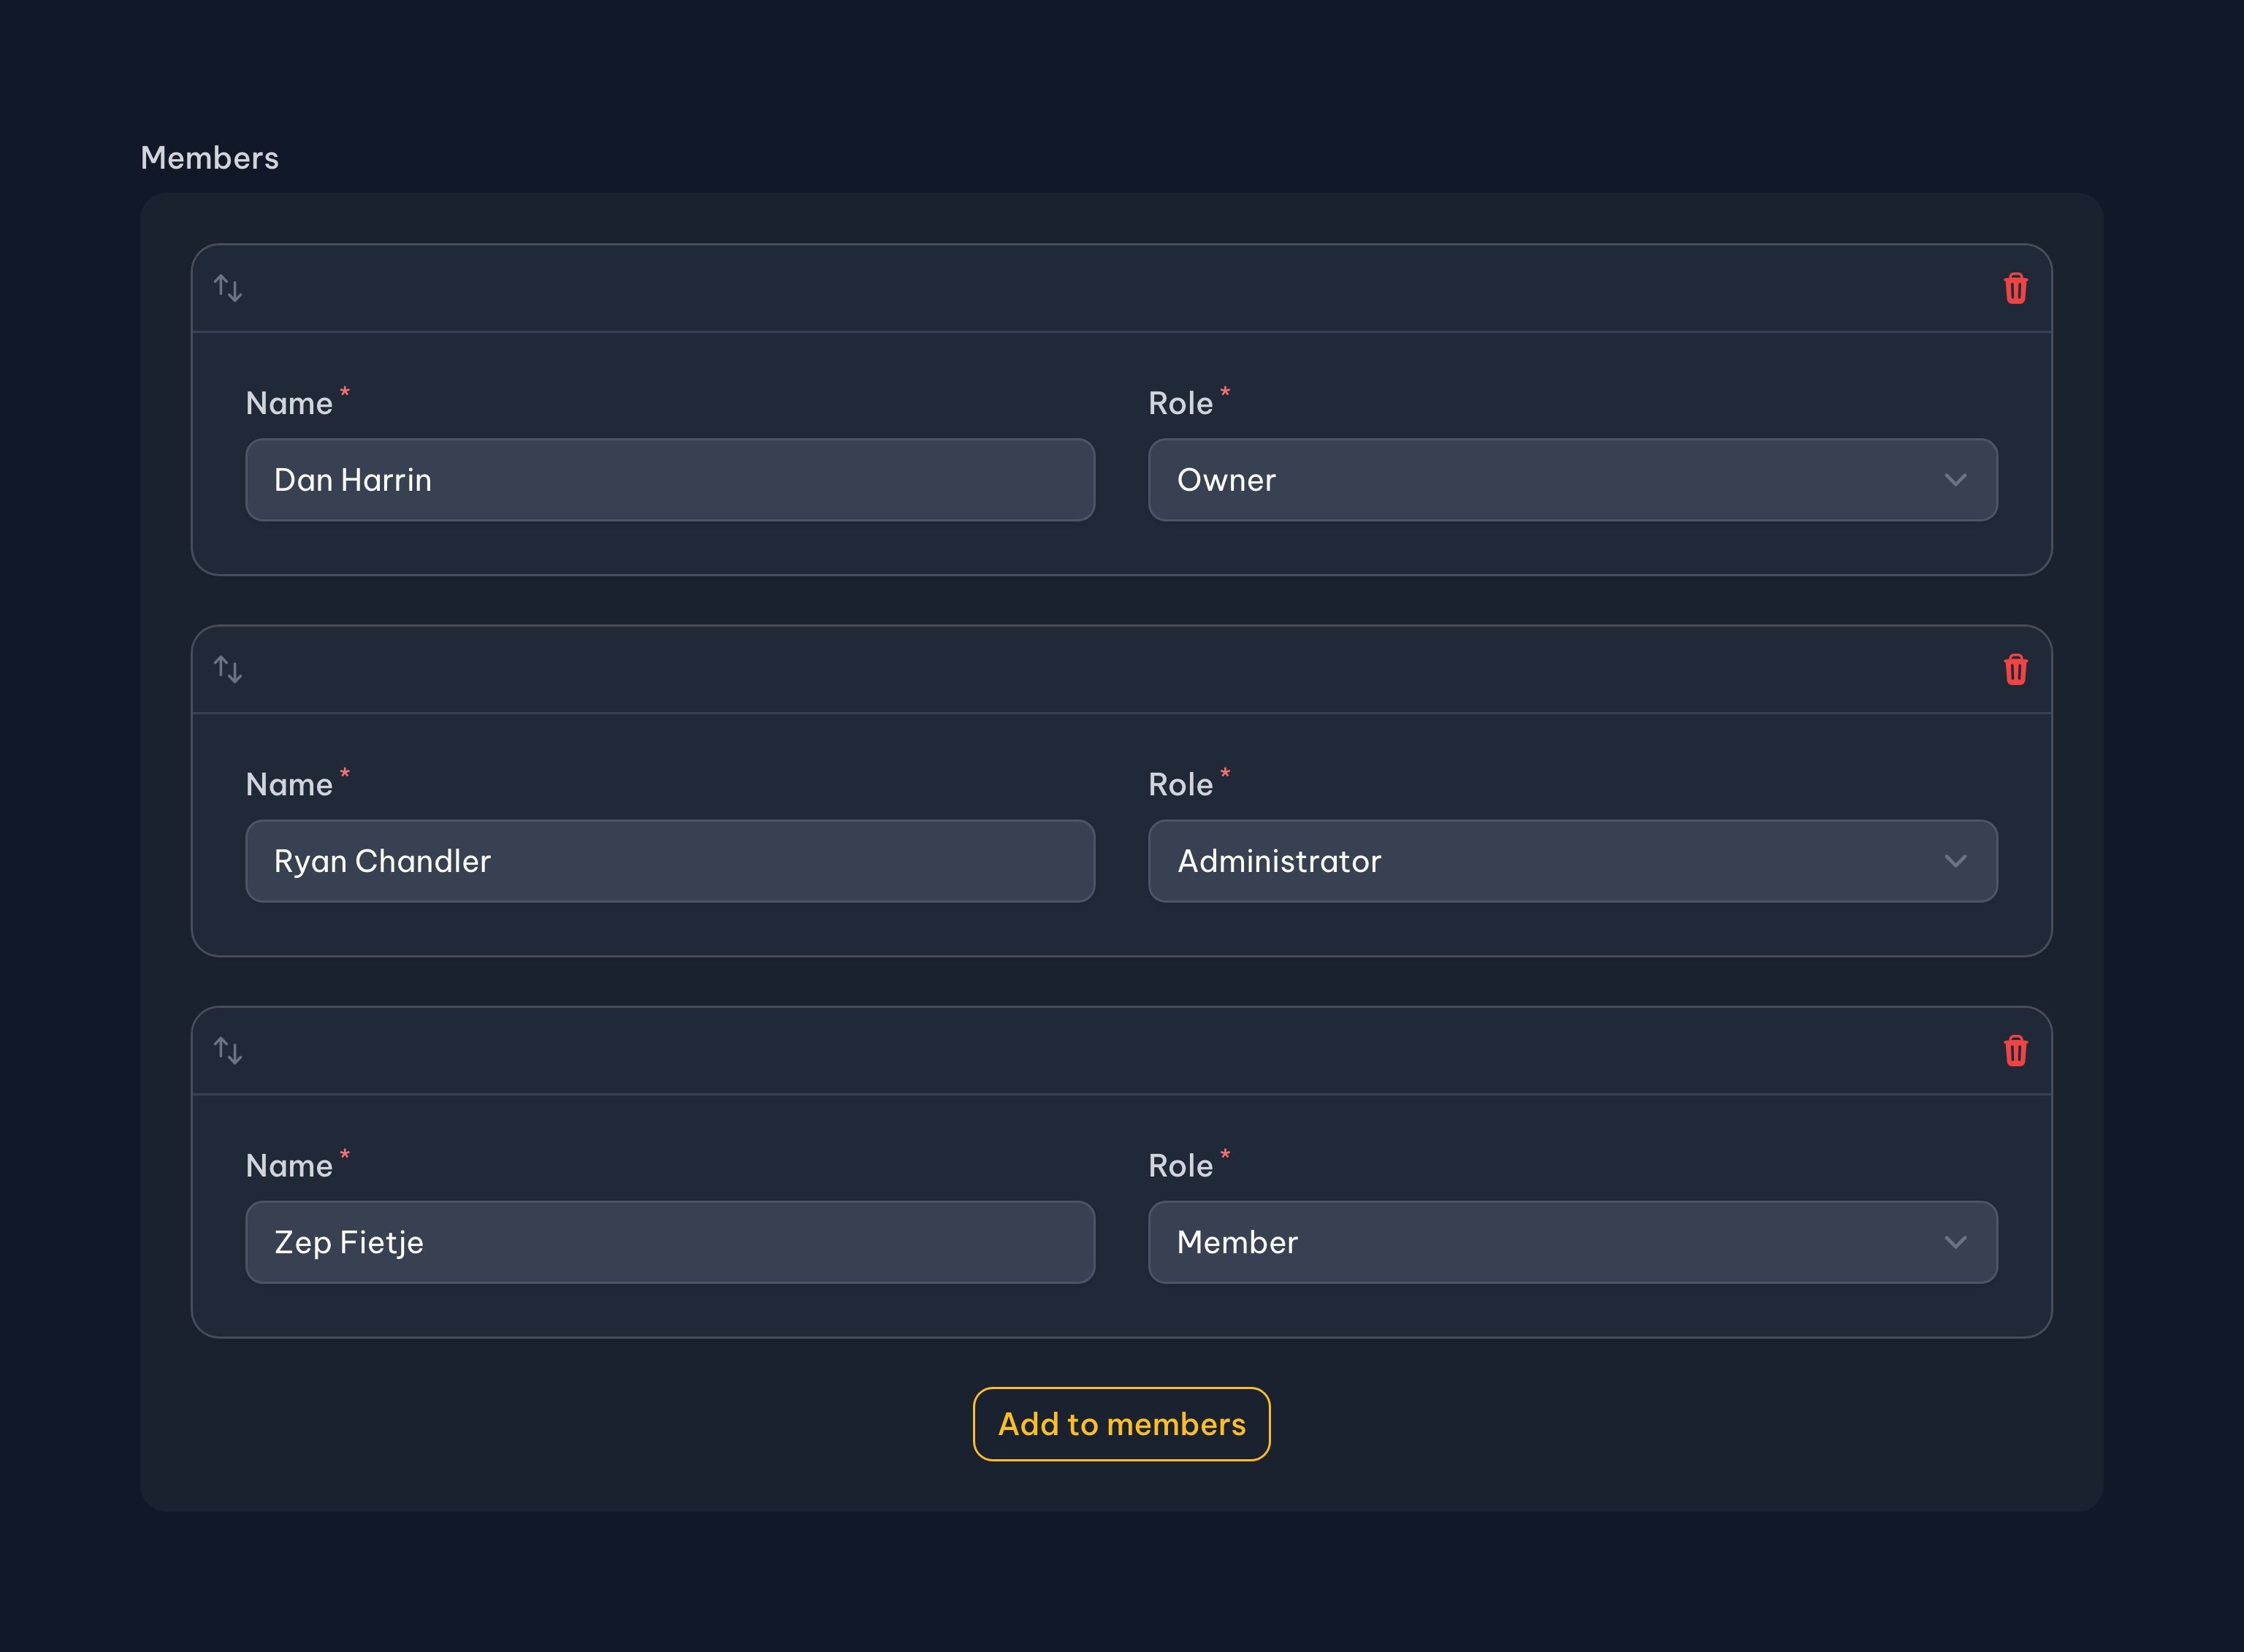 Members
Name *
Role *
Dan Harrin
Owner
Name *
Role *
Ryan Chandler
Administrator
Name *
Role *
Zep Fietje
Member
Add to members